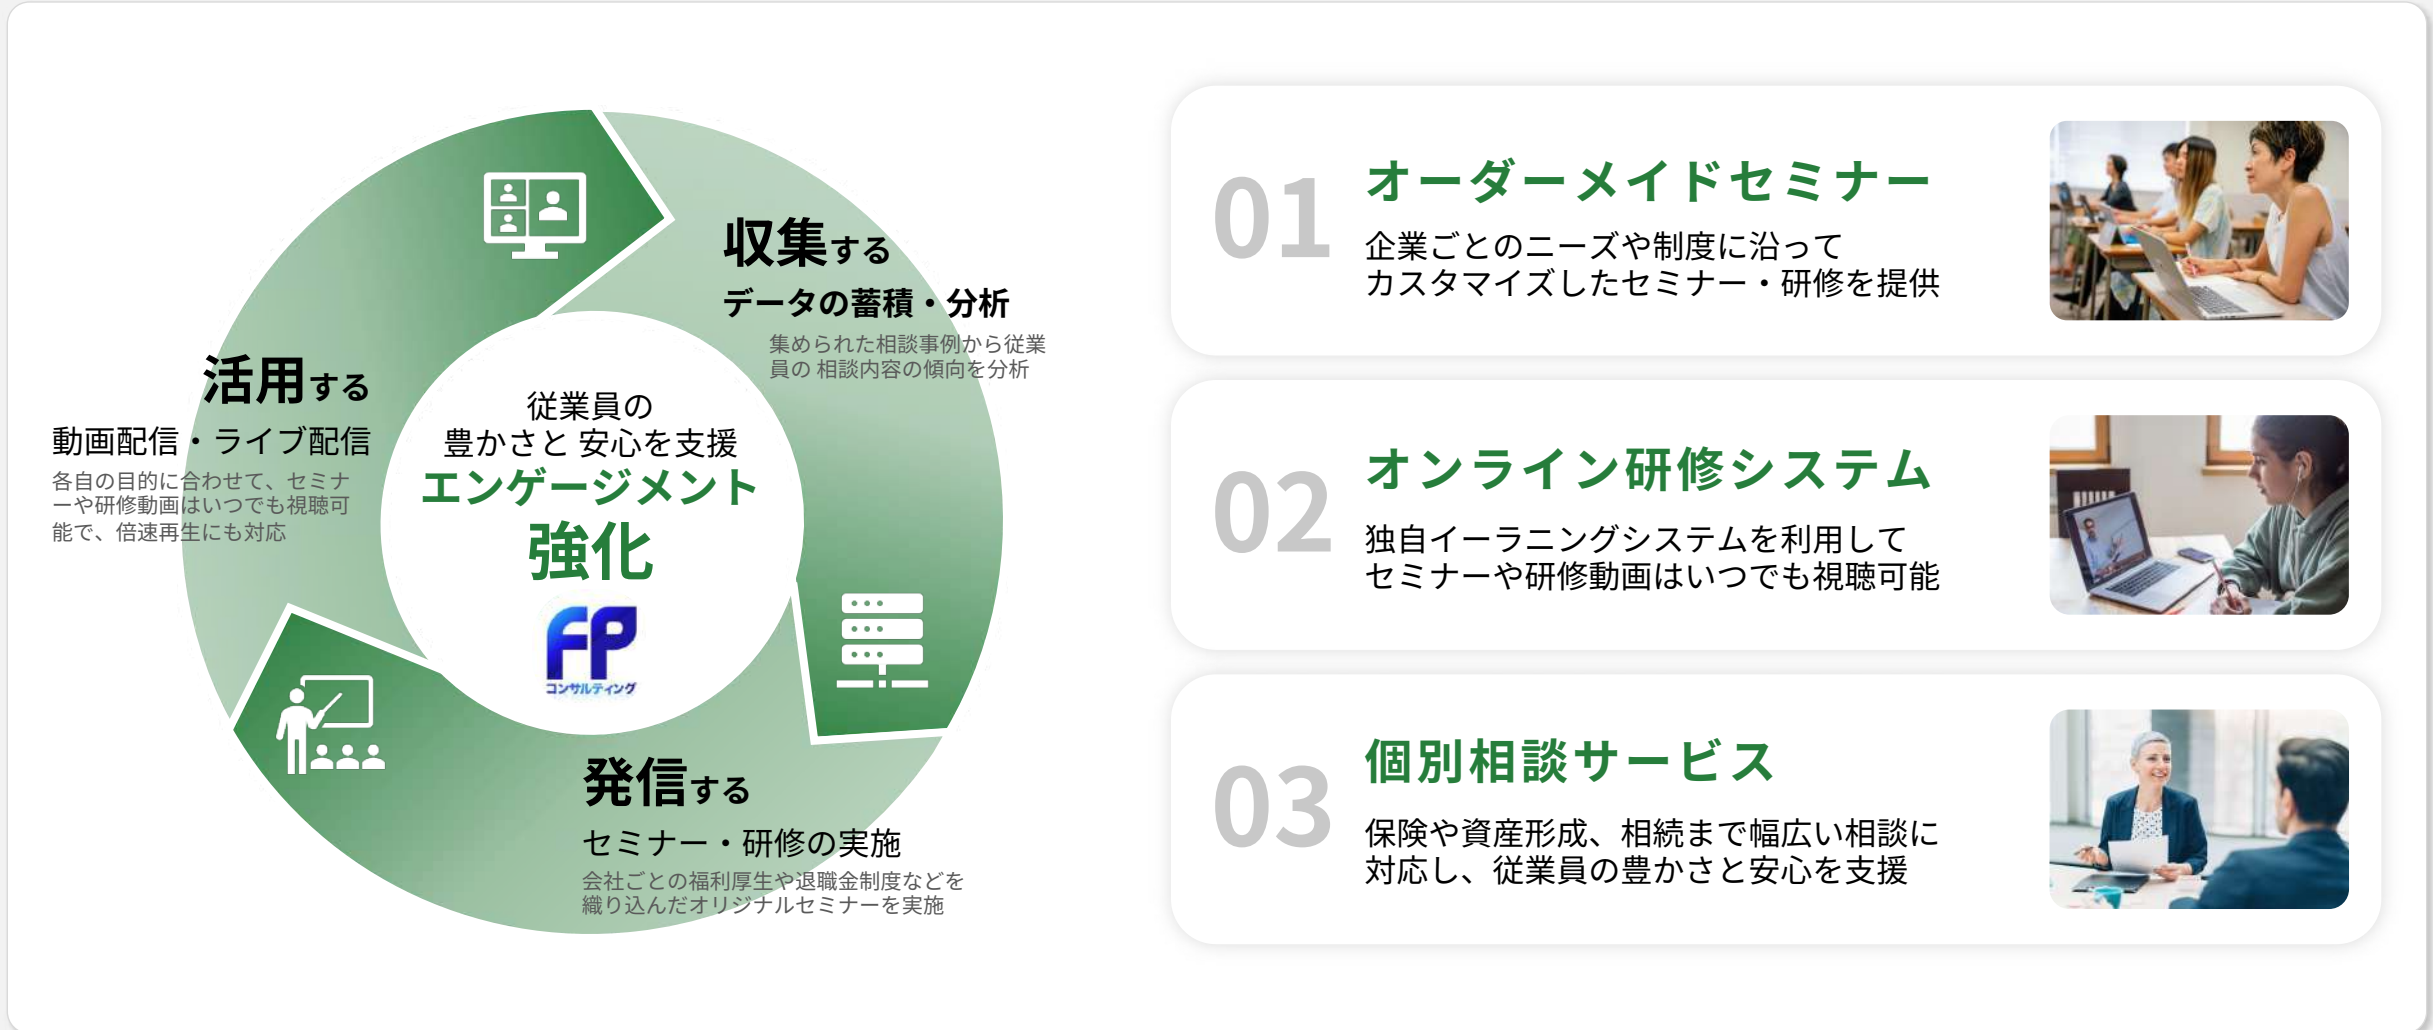 収集する
データの蓄積・分析
集められた相談事例から従業
員の 相談内容の傾向を分析
活用する
動画配信・ライブ配信
各自の目的に合わせて、セミナ
ーや研修動画はいつでも視聴可
能で、倍速再生にも対応
従業員の
豊かさと 安心を支援
エンゲージメント
強化
FP
コンサルティング
発信する
セミナー・研修の実施
会社ごとの福利厚生や退職金制度などを
織り込んだオリジナルセミナーを実施
01
オーダーメイドセミナー
企業ごとのニーズや制度に沿って
カスタマイズしたセミナー・研修を提供
02
オンライン研修システム
独自イーラニングシステムを利用して
セミナーや研修動画はいつでも視聴可能
03
個別相談サービス
保険や資産形成、相続まで幅広い相談に
対応し、従業員の豊かさと安心を支援